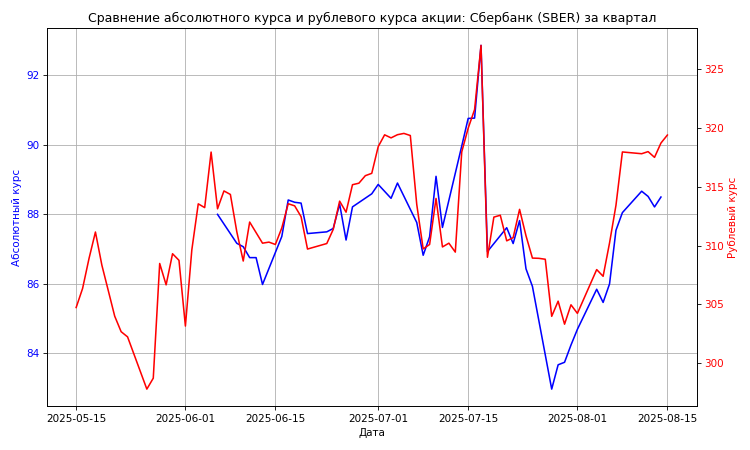 Сравнение абсолютного курса и рублевого курса акции: Сбербанк (SBER) за квартал
92
90
88
86
84
Абсолютный курс
325
320
315
310
305
300
Рублевый курс
2025-05-15 2025-06-01 2025-06-15 2025-07-01 2025-07-15 2025-08-01 2025-08-15
Дата